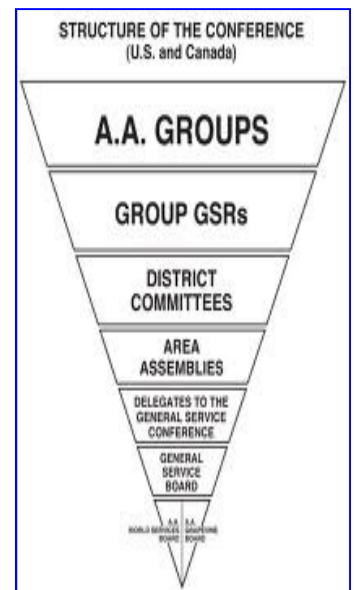 STRUCTURE OF THE CONFERENCE
(U.S. and Canada)
A.A. GROUPS
GROUP GSRs
DISTRICT
COMMITTEES
AREA
ASSEMBLIES
DELEGATES TO THE
GENERAL SERVICE
CONFERENCE
GENERAL
SERVICE
BOARD
A.A.
WORLD SERVICES
BOARD
A.A.
GRAPEVINE
BOARD